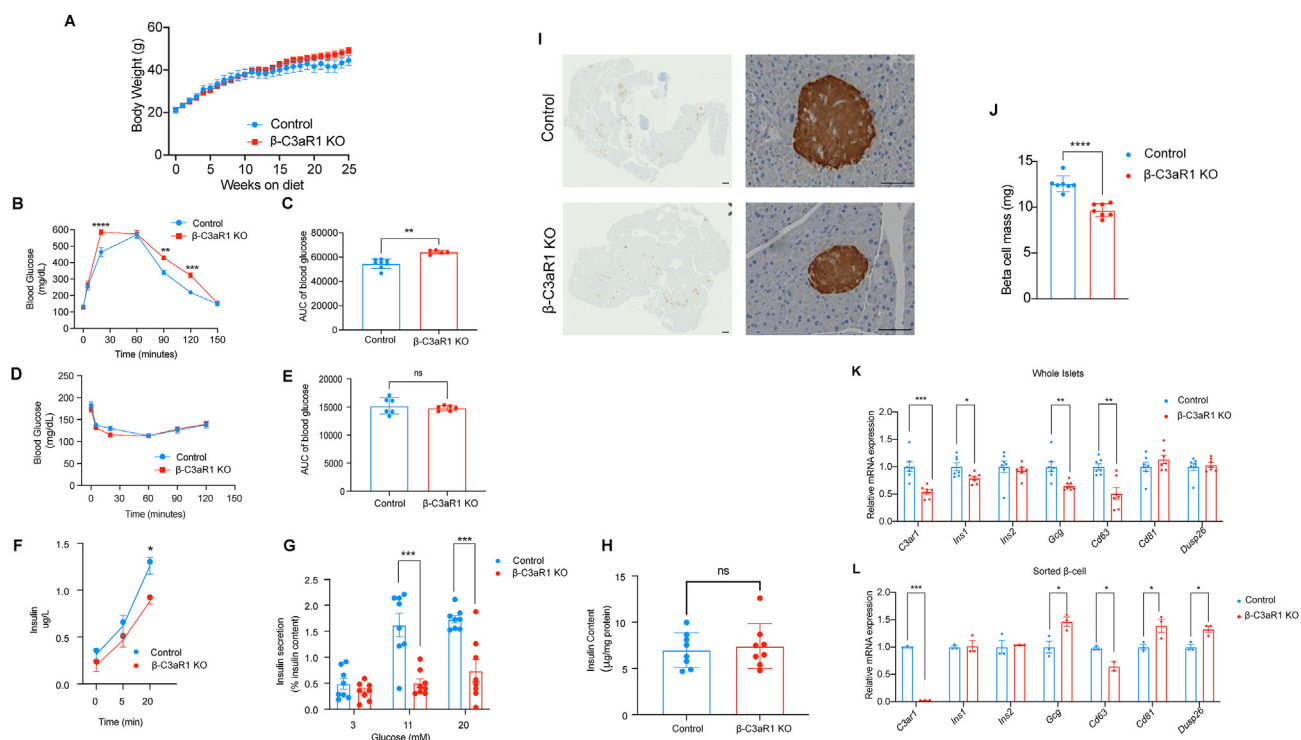 A
Body Weight (g)
60
40
20
0
Control
β-C3aR1 KO
0 5 10 15 20 25
Weeks on diet
B
Blood Glucose
mg/dL)
600
500
400
300
200
100
0
****
**
***
Control
β-C3aR1 KO
0 30 60 90 120 150
Time (minutes)
C
AUC of blood glucose
80000
60000
40000
20000
0
**
Control β-C3aR1 KO
D
Blood Glucose
(mg/dL)
250
200
150
100
50
0
Control
β-C3aR1 KO
0 30 60 90 120 150
Time (minutes)
E
AUC of blood glucose
20000
15000
10000
5000
0
ns
Control β-C3aR1 KO
F
Insulin
ug/L
1.5
1.0
0.5
0.0
*
Control
β-C3aR1 KO
0 5 20
Time (min)
G
Insulin secretion
(% insulin content)
2.5
2.0
1.5
1.0
0.5
0.0
***
***
Control
β-C3aR1 KO
3 11 20
Glucose (mM)
H
Insulin Content
(μg/mg protein)
15
10
5
0
ns
Control β-C3aR1 KO
I
Control
β-C3aR1 KO
J
Beta cell mass (mg)
15
10
5
0
****
Control
β-C3aR1 KO
K
Whole Islets
Relative mRNA expression
2.0
1.5
1.0
0.5
0.0
*** * ** **
Control
β-C3aR1 KO
C3ar1 Ins1 Ins2 Gcg Cd63 Cd81 Dusp26
L
Sorted β-cell
Relative mRNA expression
2.0
1.5
1.0
0.5
0.0
*** * * * *
Control
β-C3aR1 KO
C3ar1 Ins1 Ins2 Gcg Cd63 Cd81 Dusp26